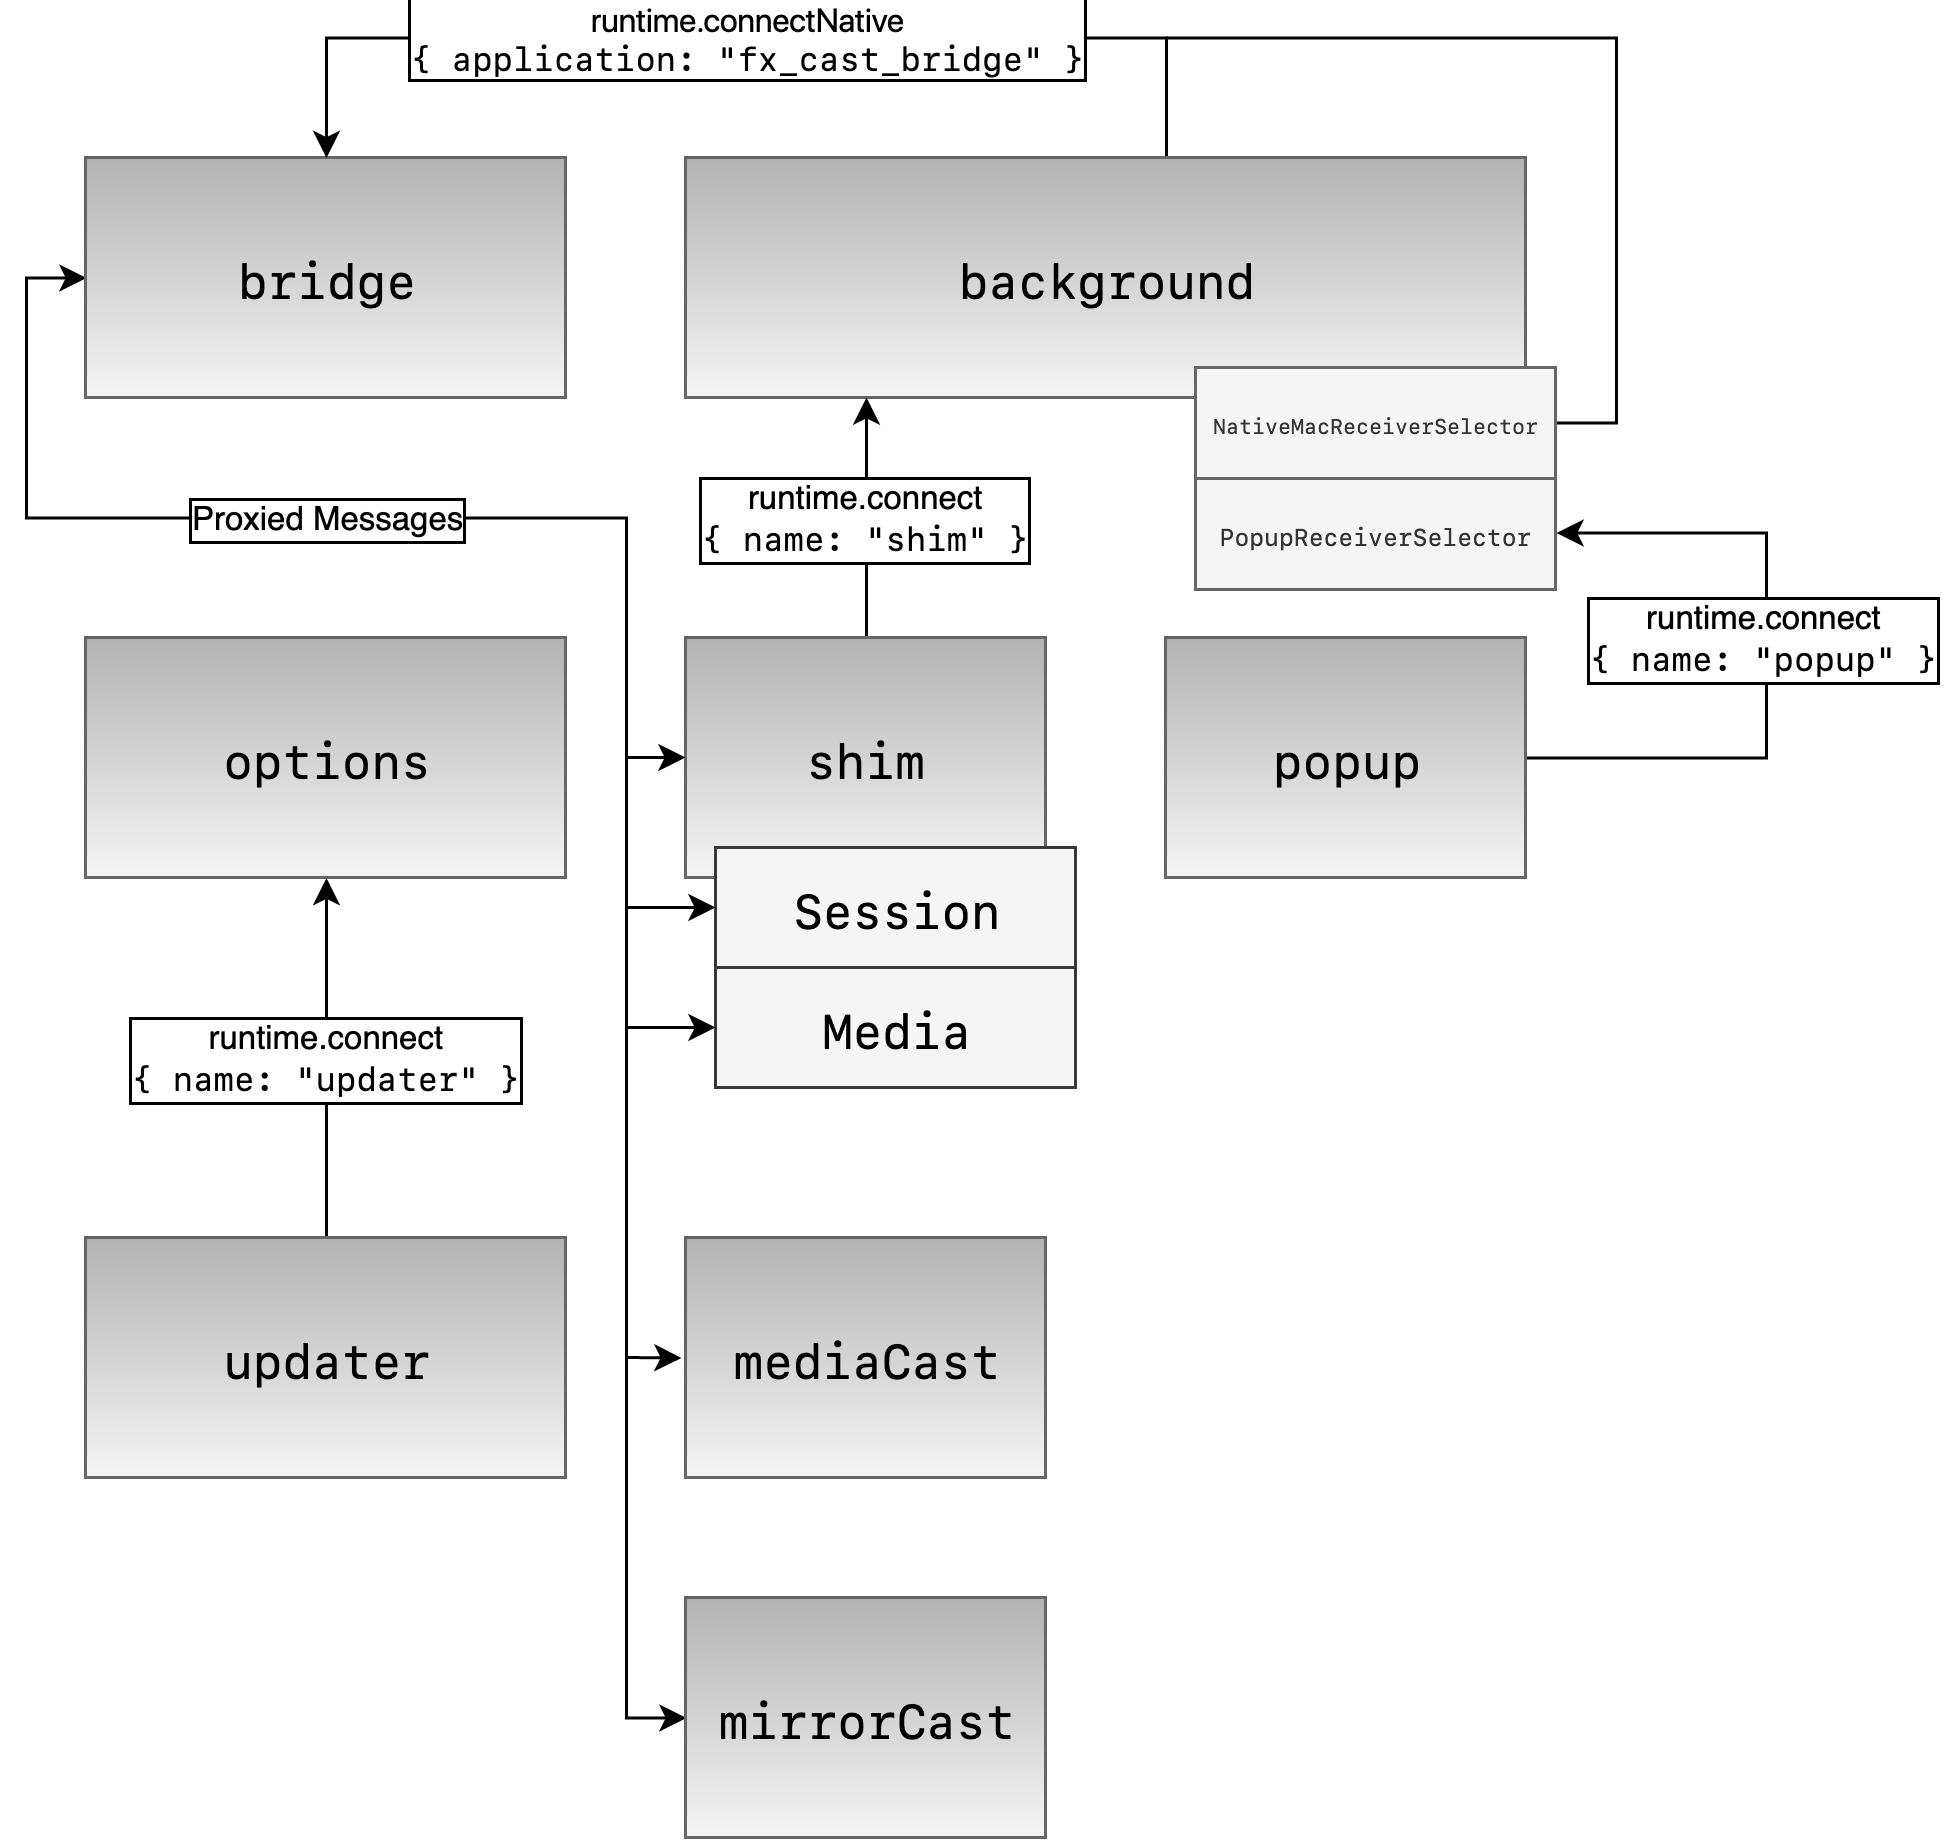 runtime.connectNative
{ application: "fx_cast_bridge" }
bridge
background
NativeMacReceiverSelector
PopupReceiverSelector
Proxied Messages
runtime.connect
{ name: "shim" }
runtime.connect
{ name: "popup" }
options
shim
popup
Session
Media
runtime.connect
{ name: "updater" }
updater
mediaCast
mirrorCast